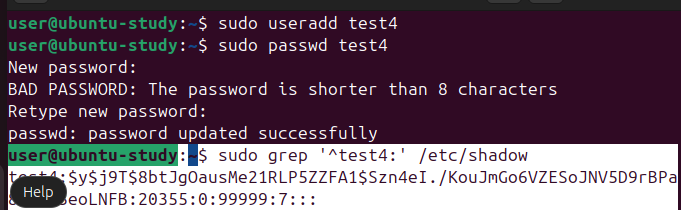 user@ubuntu-study:~$ sudo useradd test4
user@ubuntu-study:~$ sudo passwd test4
New password:
BAD PASSWORD: The password is shorter than 8 characters
Retype new password:
passwd: password updated successfully
user@ubuntu-study:~$ sudo grep '^test4:' /etc/shadow
test4:$y$j9T$8btJgOausMe21RLP5ZZFA1$Szn4eI./KouJmGo6VZESoJNV5D9rBPa
Help
eoLNFB:20355:0:99999:7:::